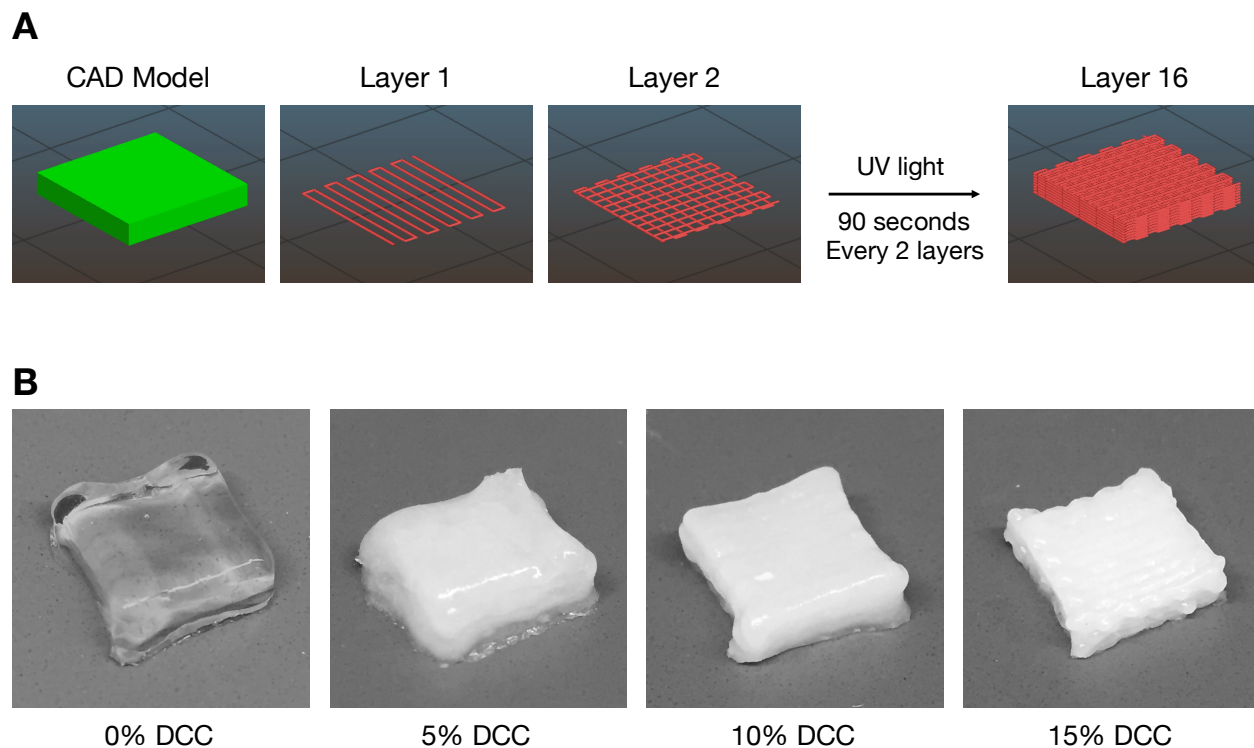 A
CAD Model
Layer 1
Layer 2
Layer 16
UV light
90 seconds
Every 2 layers
B
0% DCC
5% DCC
10% DCC
15% DCC